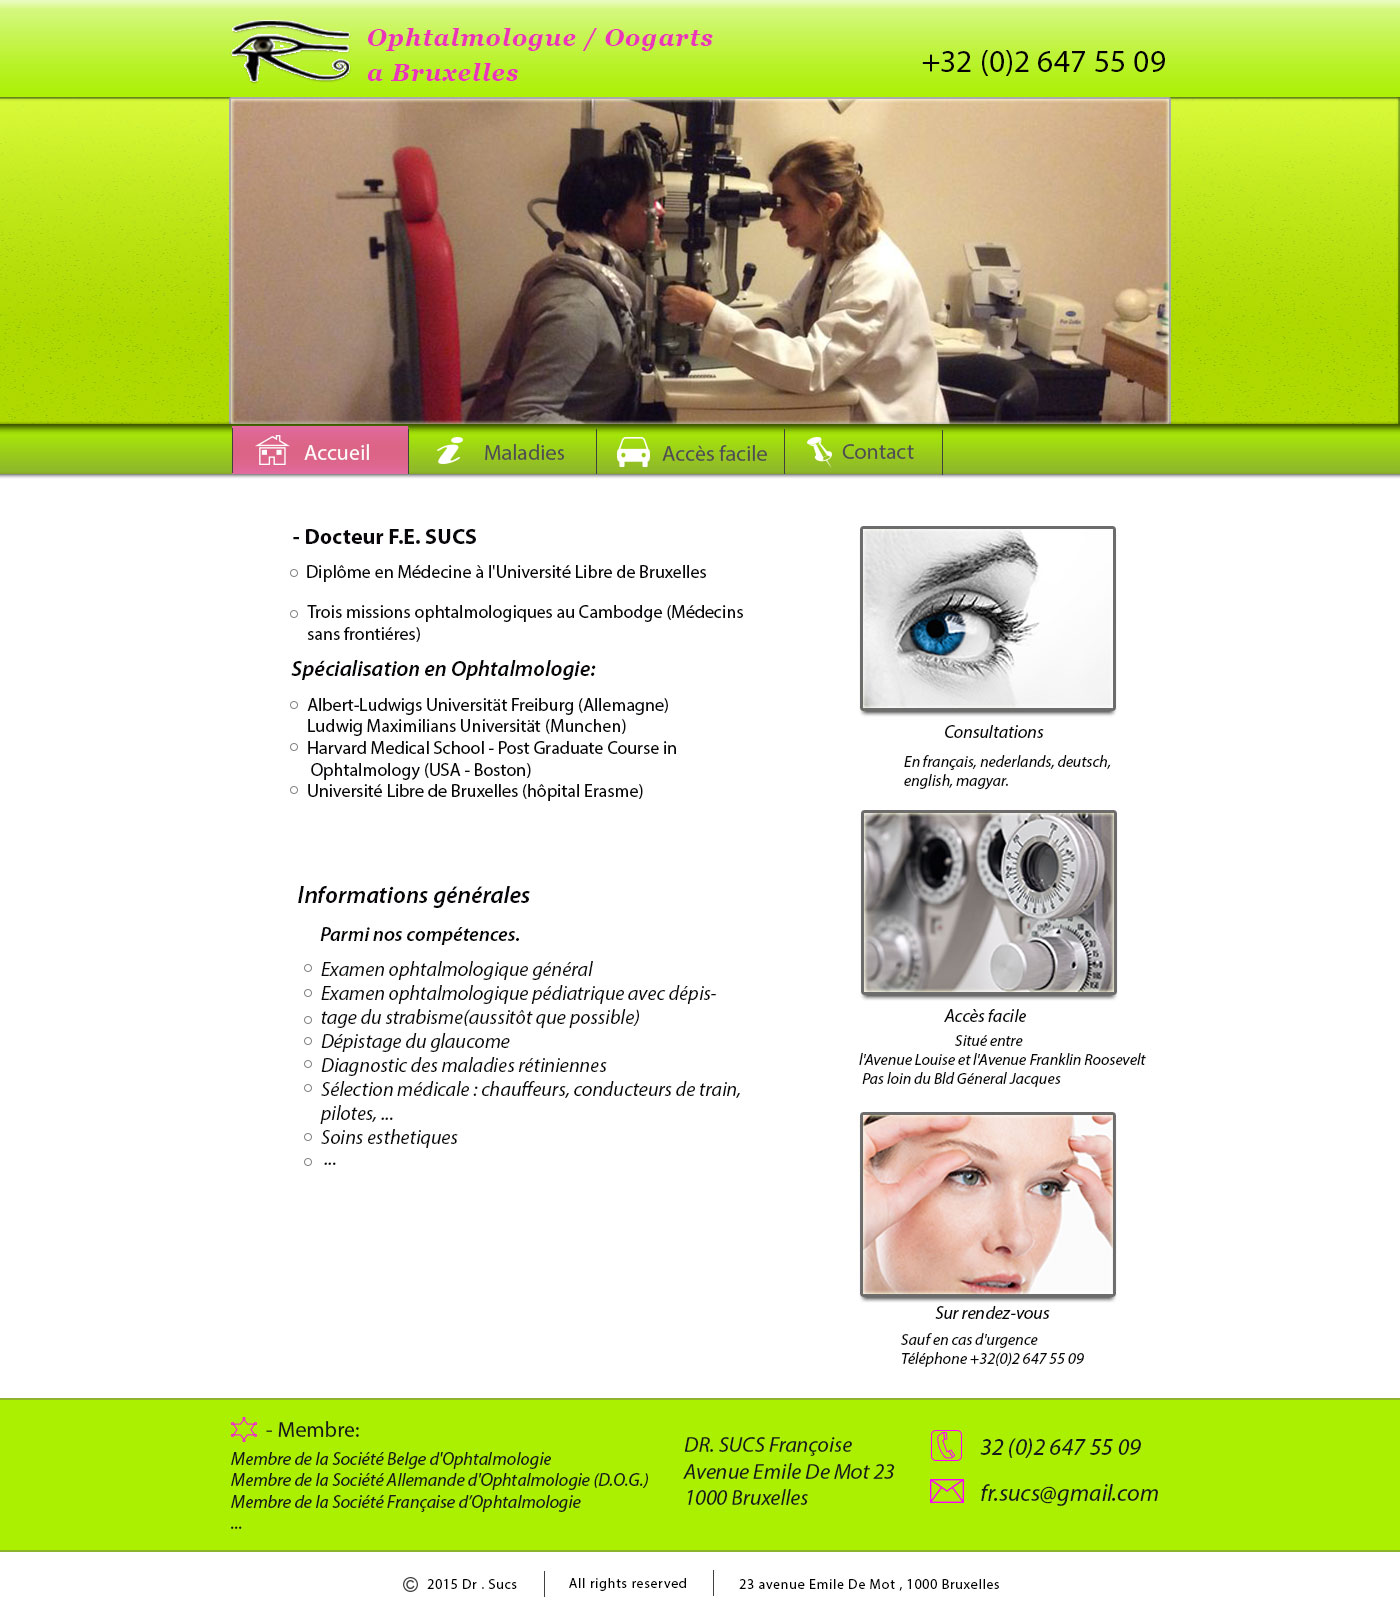 Ophtalmologue / Oogarts
a Bruxelles
+32 (0)2 647 55 09
Accueil
Maladies
Accès facile
Contact
- Docteur F.E. SUCS
Diplôme en Médecine à l'Université Libre de Bruxelles
Trois missions ophtalmologiques au Cambodge (Médecins
sans frontiéres)
Spécialisation en Ophtalmologie:
Albert-Ludwigs Universität Freiburg (Allemagne)
Ludwig Maximilians Universität (Munchen)
Harvard Medical School - Post Graduate Course in
Ophtalmology (USA - Boston)
Université Libre de Bruxelles (hôpital Erasme)
Informations générales
Parmi nos compétences.
Examen ophtalmologique général
Examen ophtalmologique pédiatrique avec dépis-
tage du strabisme(aussitôt que possible)
Dépistage du glaucome
Diagnostic des maladies rétiniennes
Sélection médicale : chauffeurs, conducteurs de train,
pilotes, ...
Soins esthetiques
...
Consultations
En français, nederlands, deutsch,
english, magyar.
Accès facile
Situé entre
l'Avenue Louise et l'Avenue Franklin Roosevelt
Pas loin du Bld Géneral Jacques
Sur rendez-vous
Sauf en cas d'urgence
Téléphone +32(0)2 647 55 09
- Membre:
Membre de la Société Belge d'Ophtalmologie
Membre de la Société Allemande d'Ophtalmologie (D.O.G.)
Membre de la Société Française d’Ophtalmologie
...
DR. SUCS Françoise
Avenue Emile De Mot 23
1000 Bruxelles
32 (0)2 647 55 09
fr.sucs@gmail.com
© 2015 Dr . Sucs
All rights reserved
23 avenue Emile De Mot , 1000 Bruxelles